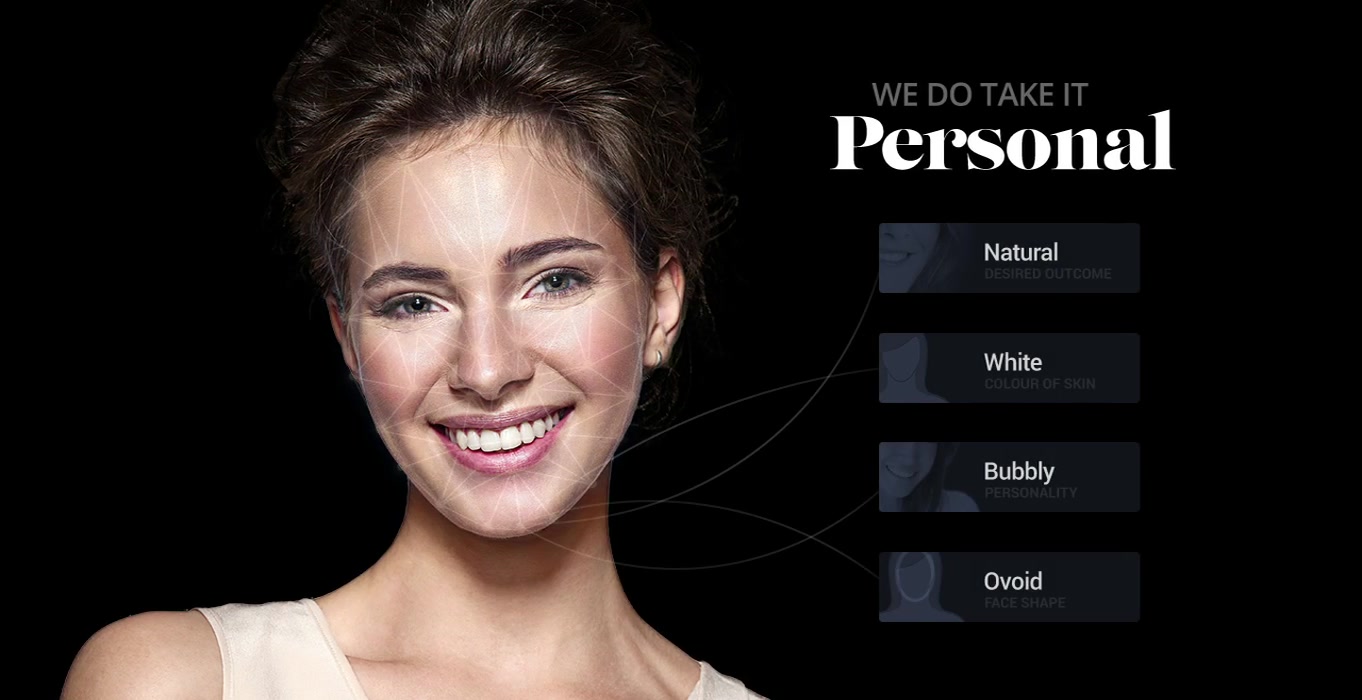 WE DO TAKE IT
Personal
Natural
DESIRED OUTCOME
White
COLOUR OF SKIN
Bubbly
PERSONALITY
Ovoid
FACE SHAPE